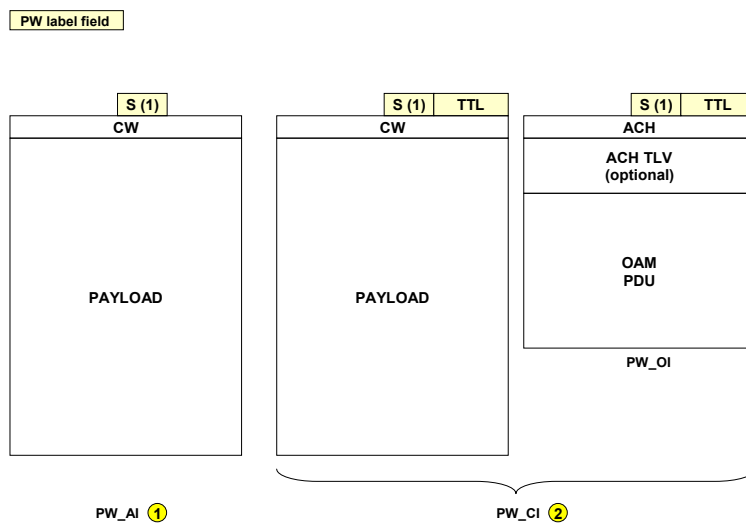 PW label field
S (1)
S (1) TTL
S (1) TTL
CW
CW
ACH
ACH TLV
(optional)
PAYLOAD
PAYLOAD
OAM
PDU
PW_OI
PW_AI 1
PW_CI 2